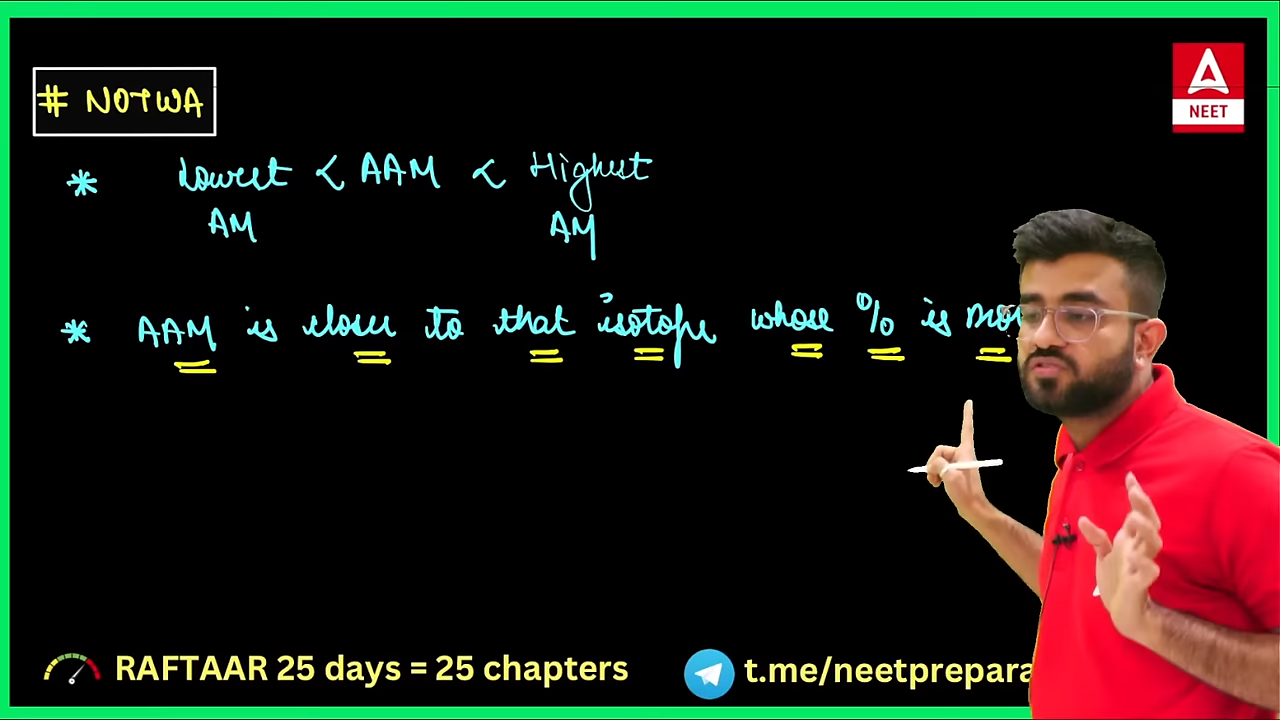 # NOTWA
NEET
* Lowest < AAM < Highest
AM AM
* AAM is closer to that isotope whose % is
RAFTAAR 25 days = 25 chapters
t.me/neetprepara